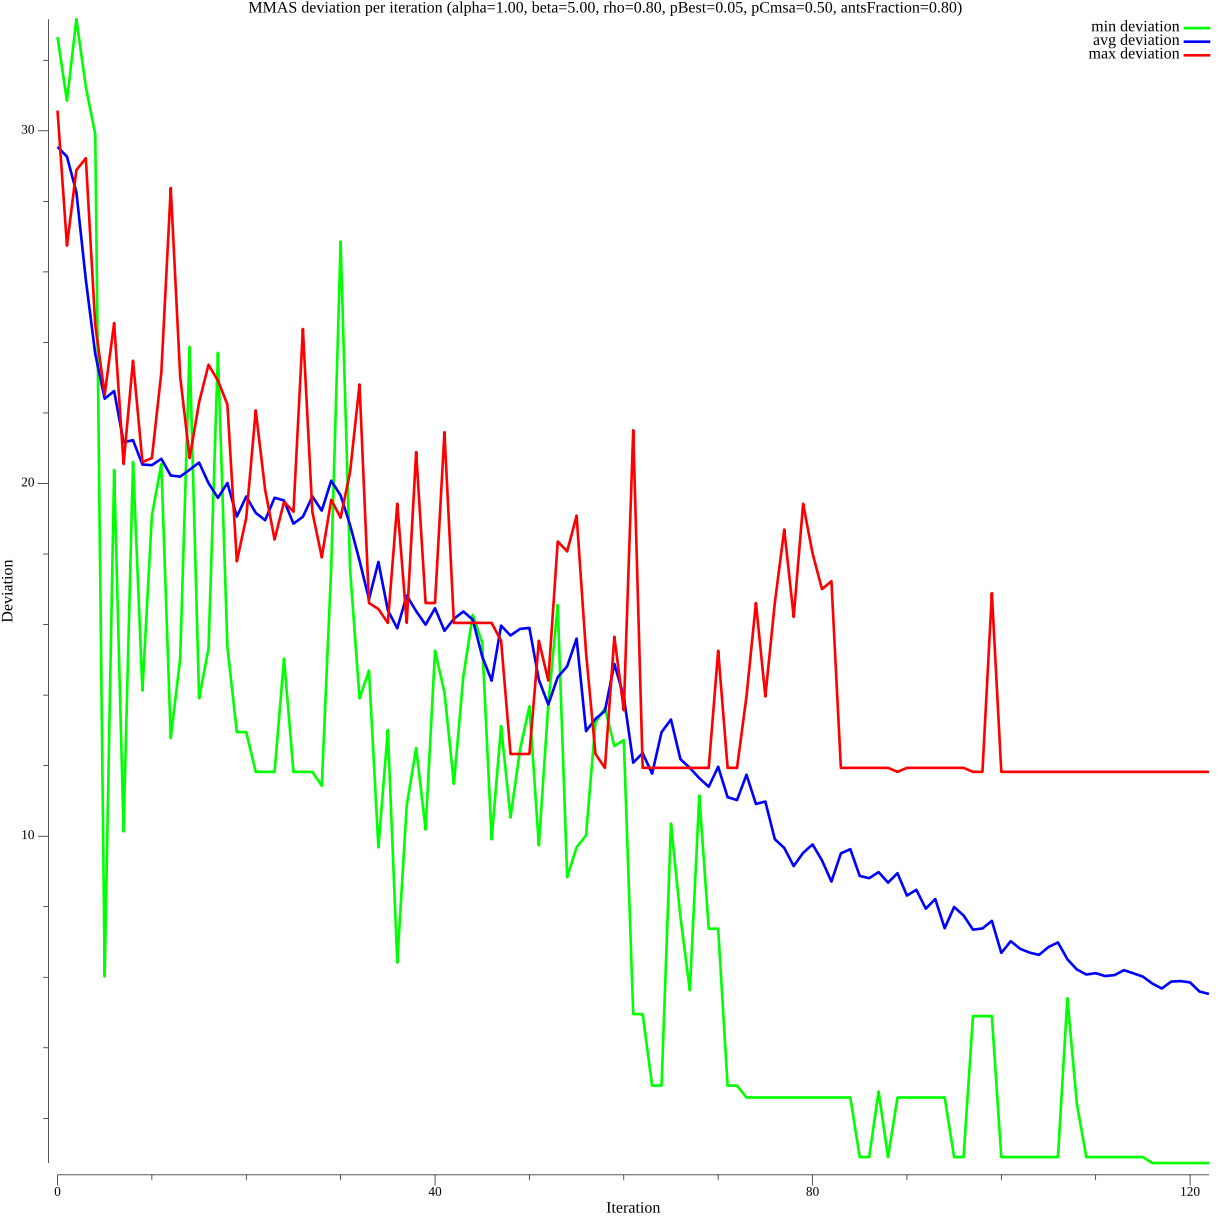 MMAS deviation per iteration (alpha=1.00, beta=5.00, rho=0.80, pBest=0.05, pCmsa=0.50, antsFraction=0.80)
min deviation
avg deviation
max deviation
30
20
10
Deviation
0
40
80
120
Iteration